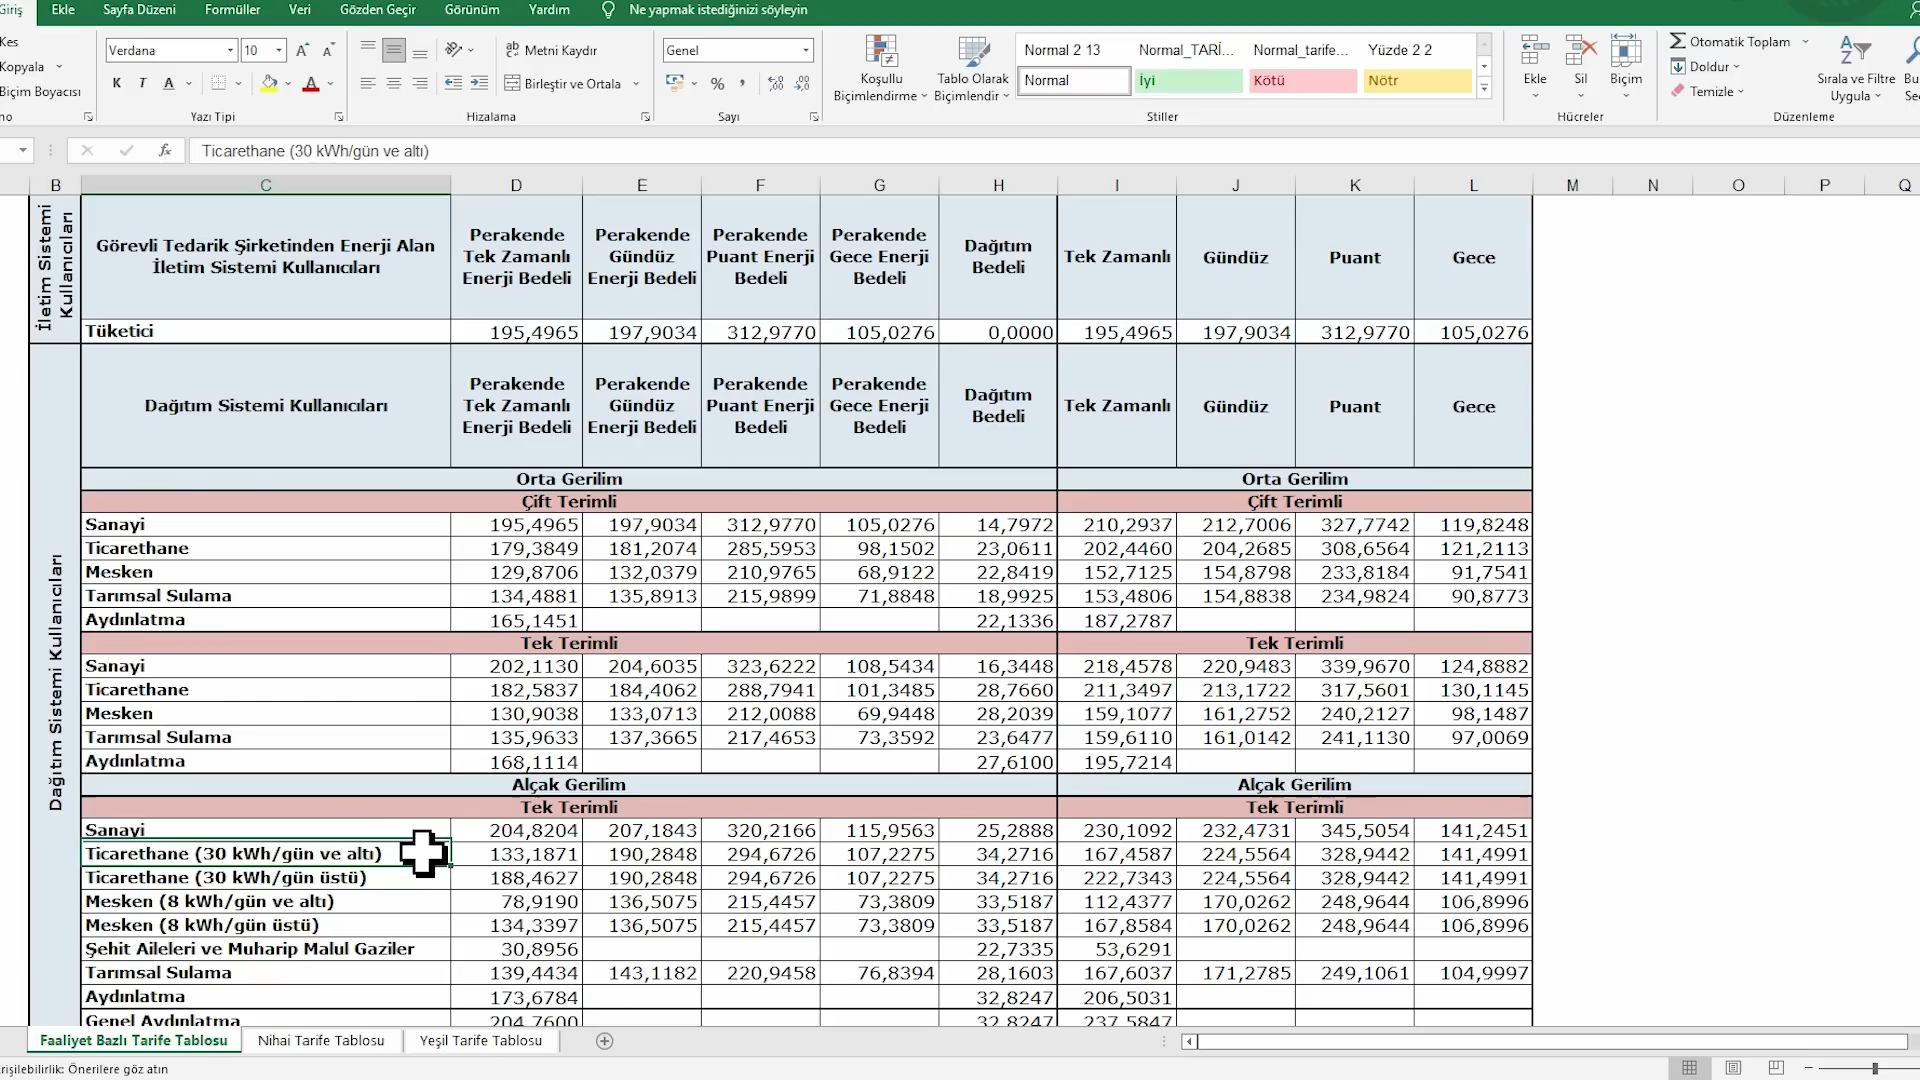 Giriş Ekle Sayfa Düzeni Formüller Veri Gözden Geçir Görünüm Yardım Ne yapmak istediğinizi söyleyin
Kes
Kopyala
Biçim Boyacısı
Verdana 10
K T A
Yazı Tipi
Metni Kaydır
Birleştir ve Ortala
Hizalama
Genel
%
Sayı
Koşullu Biçimlendirme
Tablo Olarak Biçimlendir
Normal 2 13 Normal_TARİ... Normal_tarife... Yüzde 2 2
Normal İyi Kötü Nötr
Stiller
Ekle Sil Biçim
Hücreler
Otomatik Toplam
Doldur
Temizle
Sırala ve Filtre Uygula
Düzenleme
fx Ticarethane (30 kWh/gün ve altı)
B C D E F G H I J K L M N O P Q
İletim Sistemi Kullanıcıları
Görevli Tedarik Şirketinden Enerji Alan İletim Sistemi Kullanıcıları Perakende Tek Zamanlı Enerji Bedeli Perakende Gündüz Enerji Bedeli Perakende Puant Enerji Bedeli Perakende Gece Enerji Bedeli Dağıtım Bedeli Tek Zamanlı Gündüz Puant Gece
Tüketici 195,4965 197,9034 312,9770 105,0276 0,0000 195,4965 197,9034 312,9770 105,0276
Dağıtım Sistemi Kullanıcıları
Dağıtım Sistemi Kullanıcıları Perakende Tek Zamanlı Enerji Bedeli Perakende Gündüz Enerji Bedeli Perakende Puant Enerji Bedeli Perakende Gece Enerji Bedeli Dağıtım Bedeli Tek Zamanlı Gündüz Puant Gece
Orta Gerilim Orta Gerilim
Çift Terimli Çift Terimli
Sanayi 195,4965 197,9034 312,9770 105,0276 14,7972 210,2937 212,7006 327,7742 119,8248
Ticarethane 179,3849 181,2074 285,5953 98,1502 23,0611 202,4460 204,2685 308,6564 121,2113
Mesken 129,8706 132,0379 210,9765 68,9122 22,8419 152,7125 154,8798 233,8184 91,7541
Tarımsal Sulama 134,4881 135,8913 215,9899 71,8848 18,9925 153,4806 154,8838 234,9824 90,8773
Aydınlatma 165,1451 22,1336 187,2787
Tek Terimli Tek Terimli
Sanayi 202,1130 204,6035 323,6222 108,5434 16,3448 218,4578 220,9483 339,9670 124,8882
Ticarethane 182,5837 184,4062 288,7941 101,3485 28,7660 211,3497 213,1722 317,5601 130,1145
Mesken 130,9038 133,0713 212,0088 69,9448 28,2039 159,1077 161,2752 240,2127 98,1487
Tarımsal Sulama 135,9633 137,3665 217,4653 73,3592 23,6477 159,6110 161,0142 241,1130 97,0069
Aydınlatma 168,1114 27,6100 195,7214
Alçak Gerilim Alçak Gerilim
Tek Terimli Tek Terimli
Sanayi 204,8204 207,1843 320,2166 115,9563 25,2888 230,1092 232,4731 345,5054 141,2451
Ticarethane (30 kWh/gün ve altı) 133,1871 190,2848 294,6726 107,2275 34,2716 167,4587 224,5564 328,9442 141,4991
Ticarethane (30 kWh/gün üstü) 188,4627 190,2848 294,6726 107,2275 34,2716 222,7343 224,5564 328,9442 141,4991
Mesken (8 kWh/gün ve altı) 78,9190 136,5075 215,4457 73,3809 33,5187 112,4377 170,0262 248,9644 106,8996
Mesken (8 kWh/gün üstü) 134,3397 136,5075 215,4457 73,3809 33,5187 167,8584 170,0262 248,9644 106,8996
Şehit Aileleri ve Muharip Malul Gaziler 30,8956 22,7335 53,6291
Tarımsal Sulama 139,4434 143,1182 220,9458 76,8394 28,1603 167,6037 171,2785 249,1061 104,9997
Aydınlatma 173,6784 32,8247 206,5031
Genel Aydınlatma 204,7600 32,8247 237,5847
Faaliyet Bazlı Tarife Tablosu Nihai Tarife Tablosu Yeşil Tarife Tablosu
rişilebilirlik: Önerilere göz atın